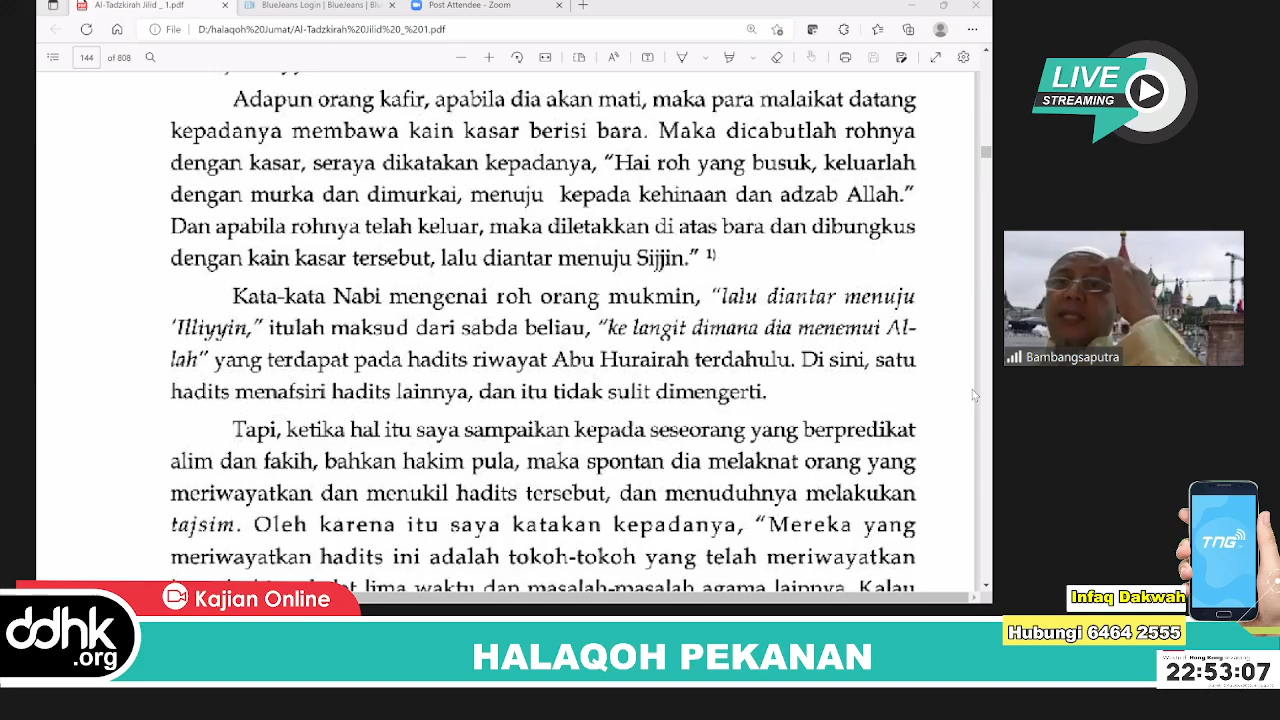 Al-Tadzkirah Jilid _ 1.pdf
BlueJeans Login | BlueJeans | Blu
Post Attendee - Zoom
File
D:/halaqoh%20Jumat/Al-Tadzkirah%20Jilid%20_%201.pdf
144 of 808
Adapun orang kafir, apabila dia akan mati, maka para malaikat datang
kepadanya membawa kain kasar berisi bara. Maka dicabutlah rohnya
dengan kasar, seraya dikatakan kepadanya, “Hai roh yang busuk, keluarlah
dengan murka dan dimurkai, menuju kepada kehinaan dan adzab Allah.”
Dan apabila rohnya telah keluar, maka diletakkan di atas bara dan dibungkus
dengan kain kasar tersebut, lalu diantar menuju Sijjin.” 1)
Kata-kata Nabi mengenai roh orang mukmin, “lalu diantar menuju
‘Illiyyin,” itulah maksud dari sabda beliau, “ke langit dimana dia menemui Al-
lah” yang terdapat pada hadits riwayat Abu Hurairah terdahulu. Di sini, satu
hadits menafsiri hadits lainnya, dan itu tidak sulit dimengerti.
Tapi, ketika hal itu saya sampaikan kepada seseorang yang berpredikat
alim dan fakih, bahkan hakim pula, maka spontan dia melaknat orang yang
meriwayatkan dan menukil hadits tersebut, dan menuduhnya melakukan
tajsim. Oleh karena itu saya katakan kepadanya, “Mereka yang
meriwayatkan hadits ini adalah tokoh-tokoh yang telah meriwayatkan
lima waktu dan masalah-masalah agama lainnya. Kalau
LIVE
STREAMING
Bambangsaputra
TNG
Infaq Dakwah
Hubungi 6464 2555
Kajian Online
ddhk
.org
HALAQOH PEKANAN
22:53:07